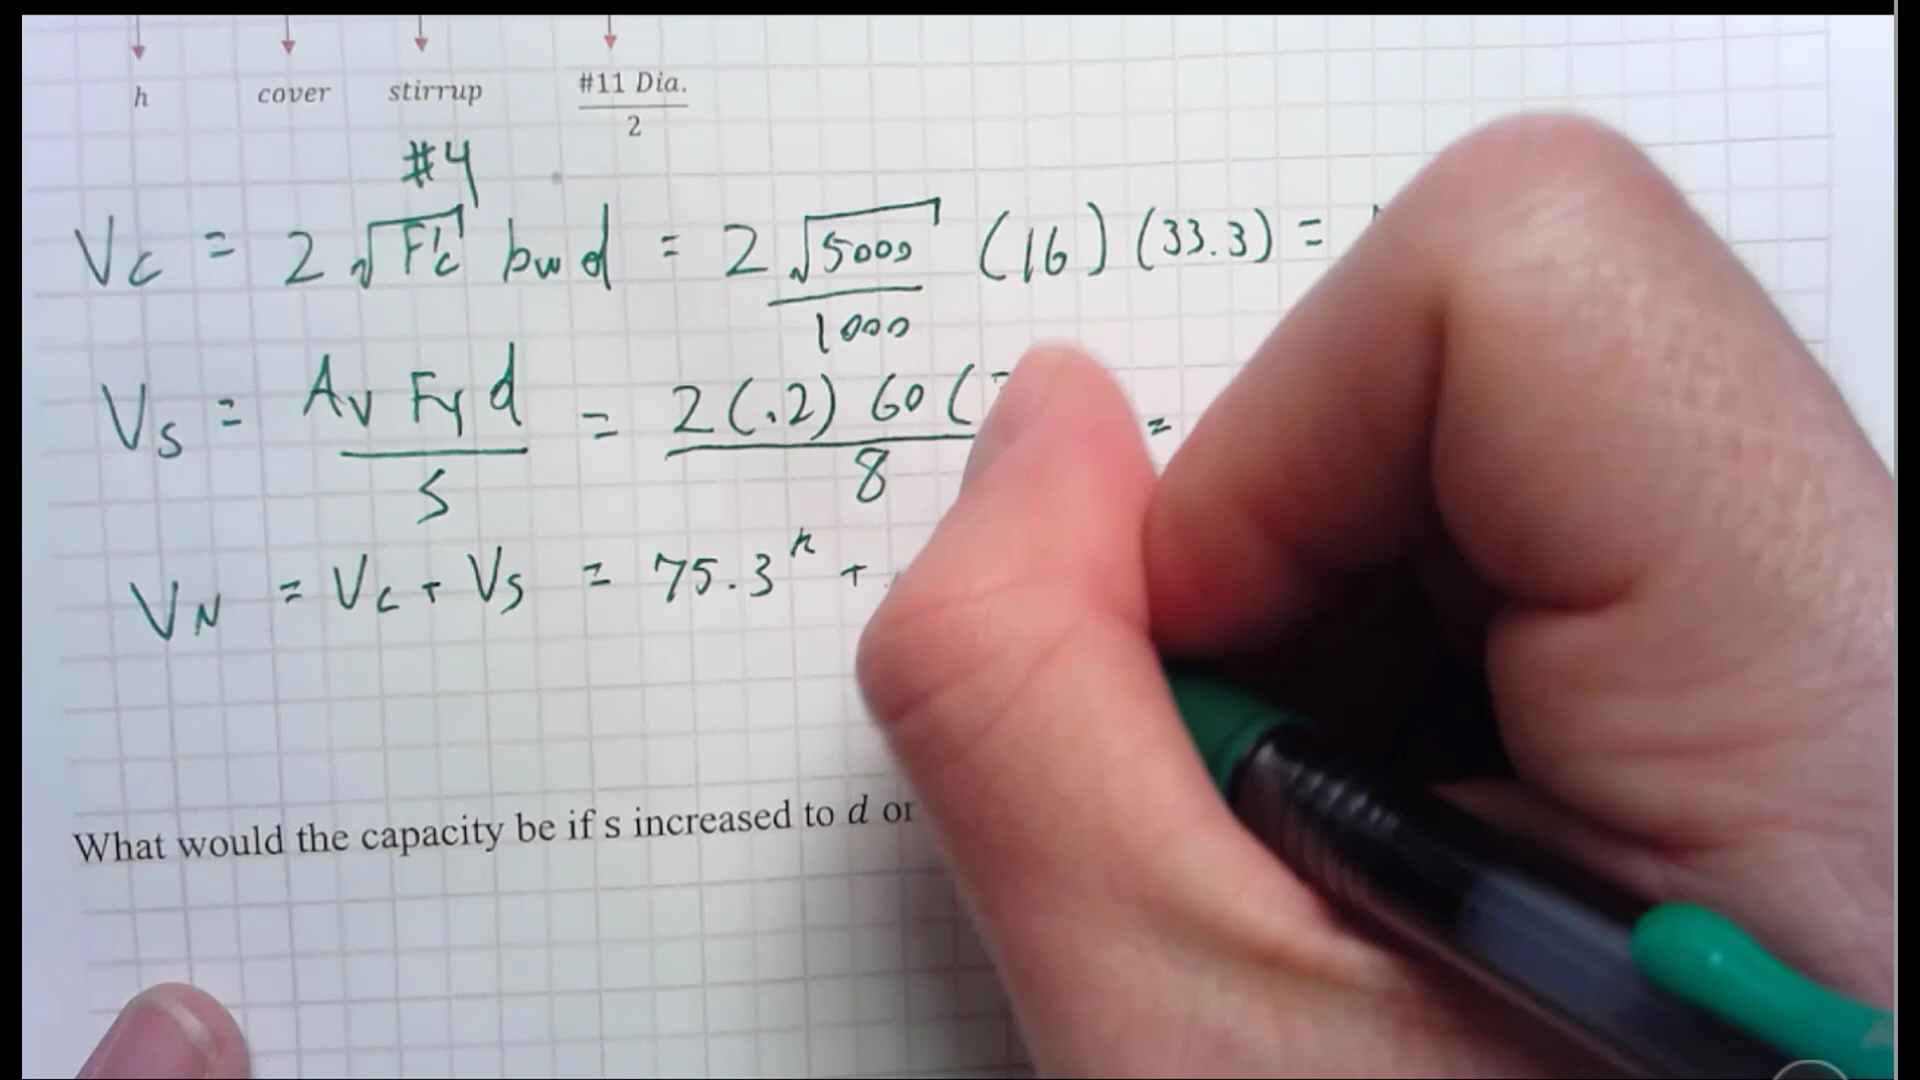 h cover stirrup #11 Dia. / 2
#4
Vc = 2 √F'c bw d = 2 √5000 / 1000 (16) (33.3) =
Vs = Av Fy d / s = 2 (.2) 60 ( / 8 =
VN = Vc + Vs = 75.3 k +
What would the capacity be if s increased to d or